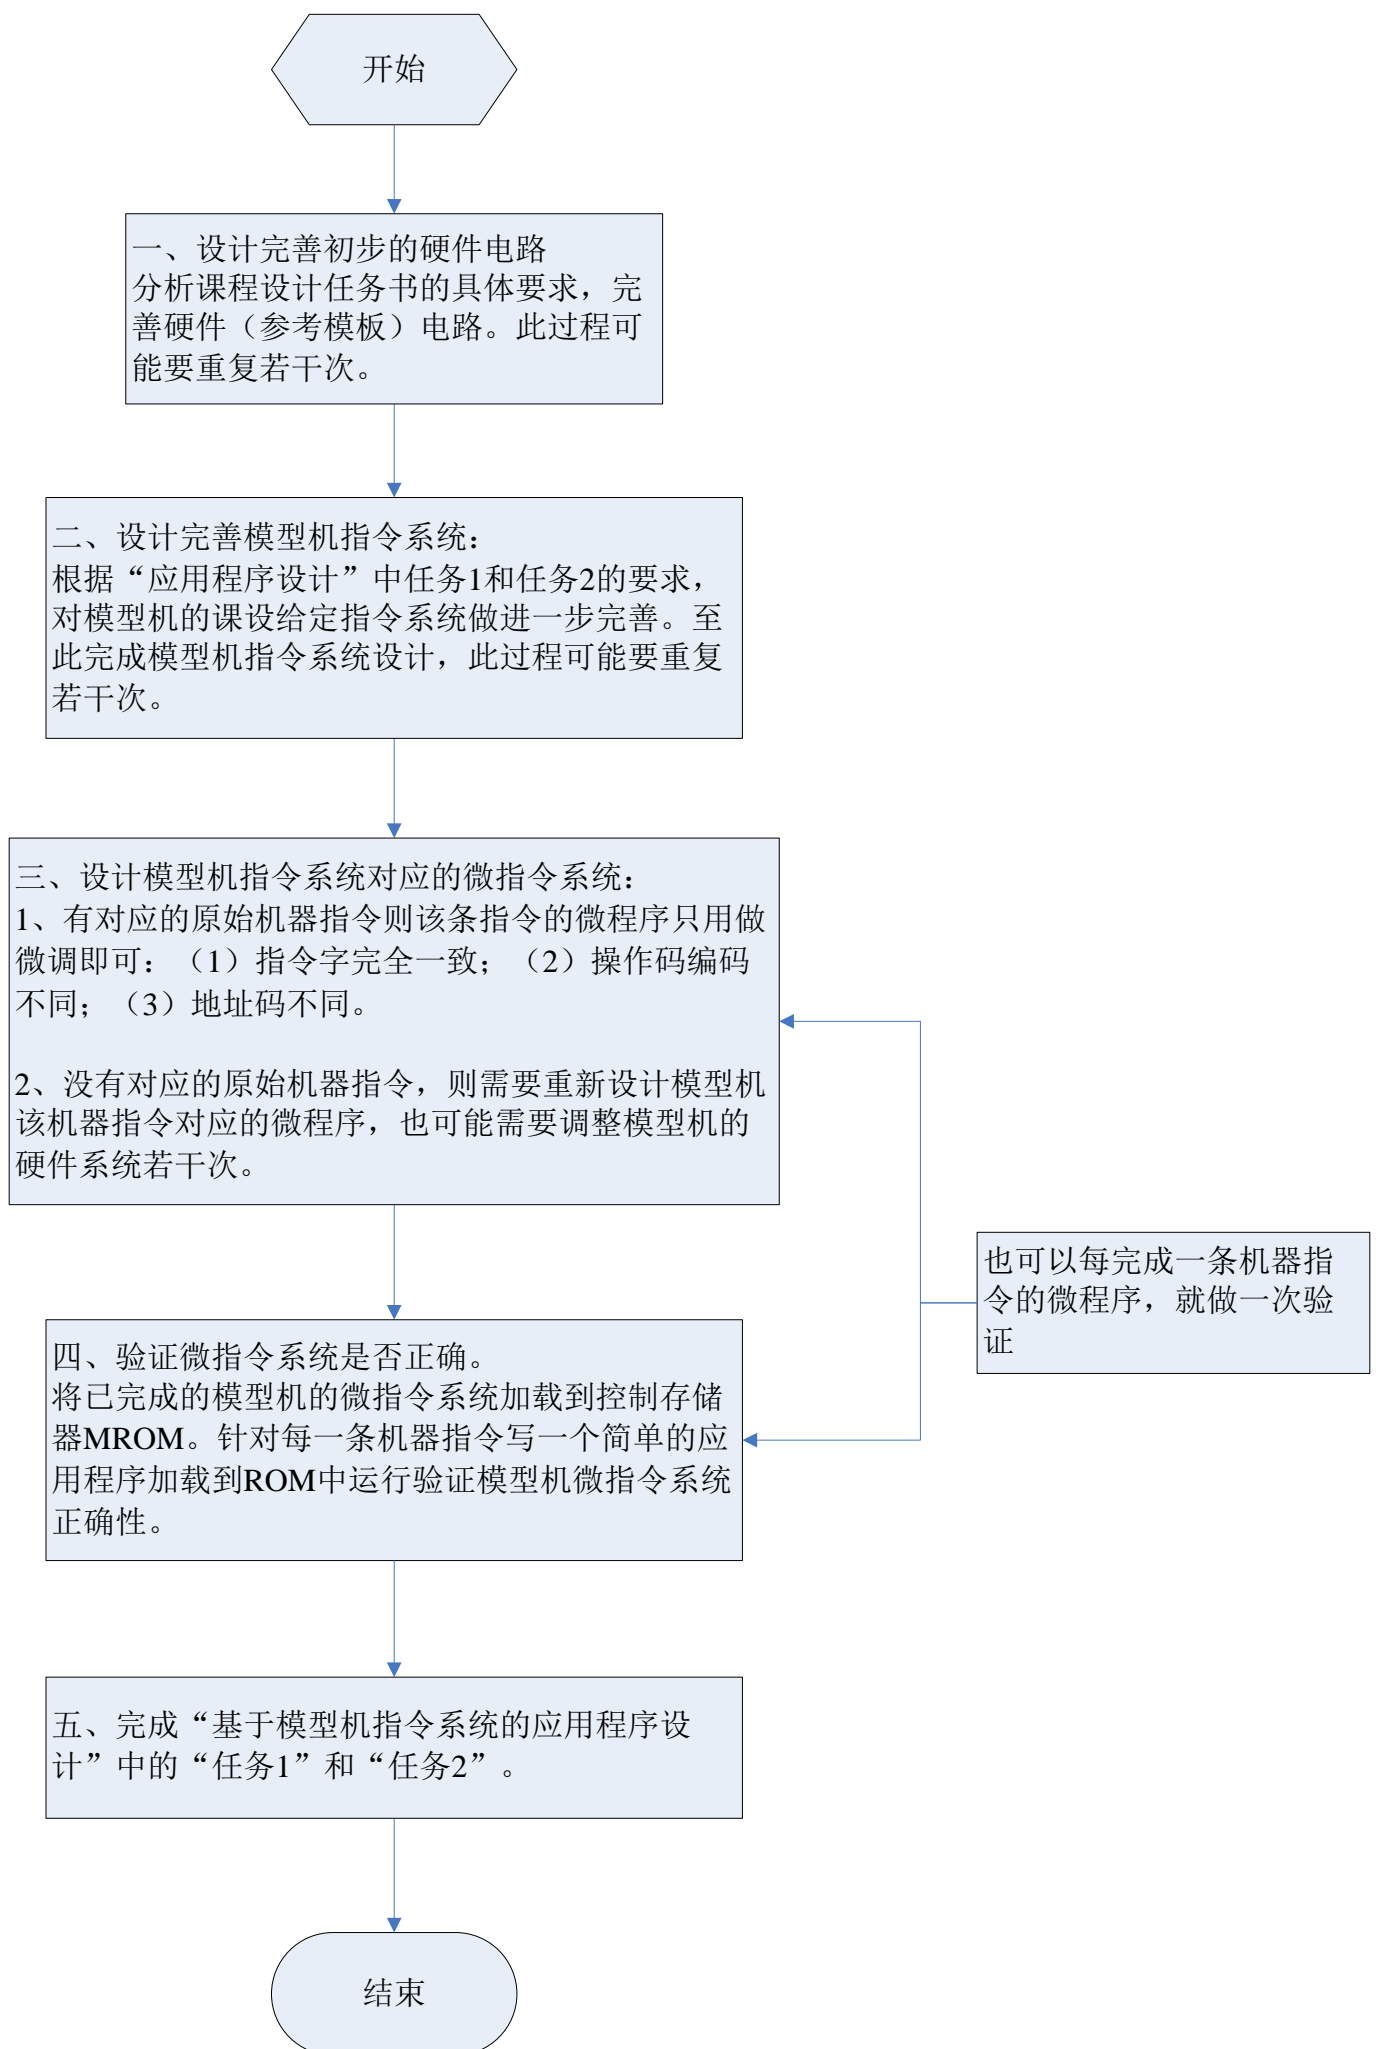 开始
一、设计完善初步的硬件电路
分析课程设计任务书的具体要求，完
善硬件（参考模板）电路。此过程可
能要重复若干次。
二、设计完善模型机指令系统：
根据“应用程序设计”中任务1和任务2的要求，
对模型机的课设给定指令系统做进一步完善。至
此完成模型机指令系统设计，此过程可能要重复
若干次。
三、设计模型机指令系统对应的微指令系统：
1、有对应的原始机器指令则该条指令的微程序只用做
微调即可：（1）指令字完全一致；（2）操作码编码
不同；（3）地址码不同。
2、没有对应的原始机器指令，则需要重新设计模型机
该机器指令对应的微程序，也可能需要调整模型机的
硬件系统若干次。
也可以每完成一条机器指
令的微程序，就做一次验
证
四、验证微指令系统是否正确。
将已完成的模型机的微指令系统加载到控制存储
器MROM。针对每一条机器指令写一个简单的应
用程序加载到ROM中运行验证模型机微指令系统
正确性。
五、完成“基于模型机指令系统的应用程序设
计”中的“任务1”和“任务2”。
结束